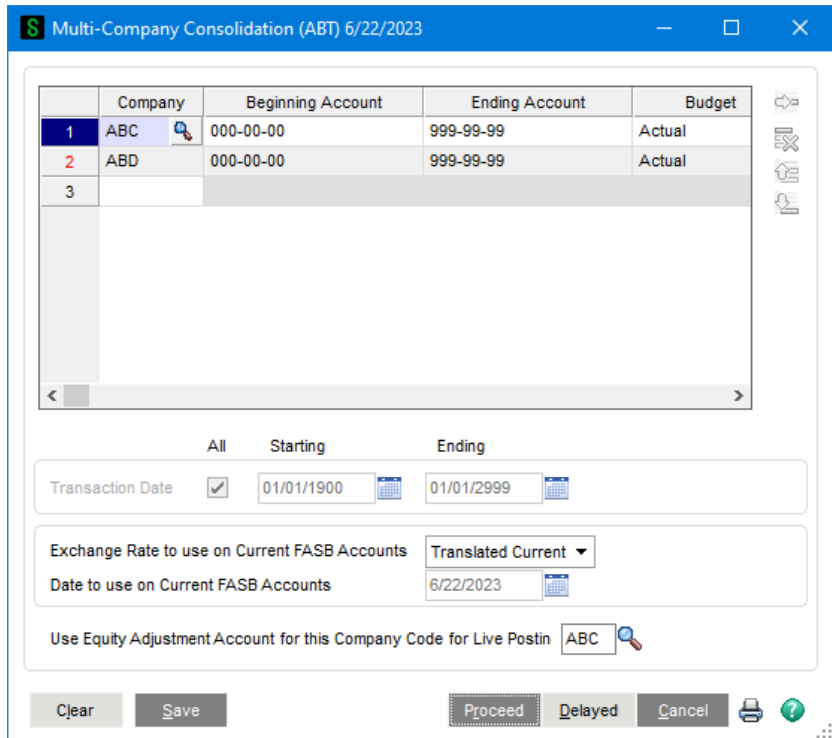 S Multi-Company Consolidation (ABT) 6/22/2023
Company Beginning Account Ending Account Budget
1 ABC 000-00-00 999-99-99 Actual
2 ABD 000-00-00 999-99-99 Actual
3
All Starting Ending
Transaction Date 01/01/1900 01/01/2999
Exchange Rate to use on Current FASB Accounts Translated Current
Date to use on Current FASB Accounts 6/22/2023
Use Equity Adjustment Account for this Company Code for Live Postin ABC
Clear Save Proceed Delayed Cancel ?